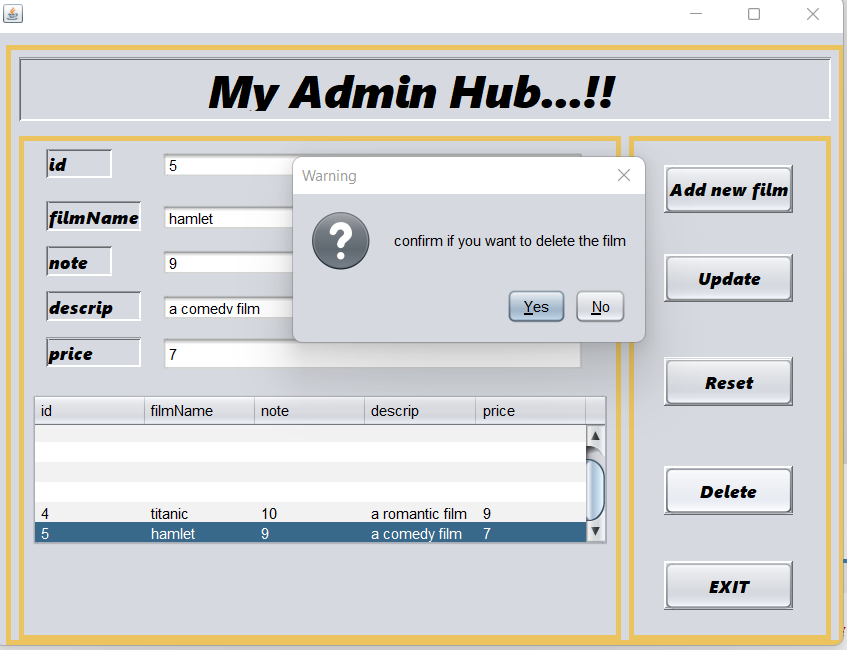 My Admin Hub...!!
id
5
Warning
Add new film
filmName
hamlet
?
confirm if you want to delete the film
note
9
Update
descrip
a comedy film
Yes
No
price
7
Reset
id filmName note descrip price
4 titanic 10 a romantic film 9
5 hamlet 9 a comedy film 7
Delete
EXIT